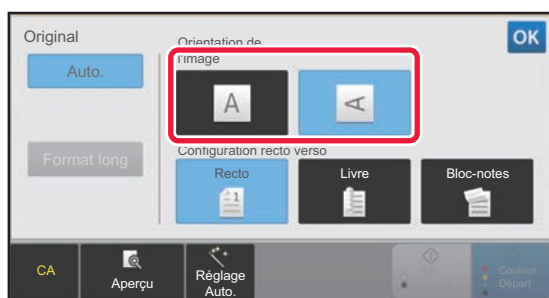 Original
Orientation de
l'image
OK
Auto.
A
A
Format long
Configuration recto verso
Recto
Livre
Bloc-notes
1
CA
Aperçu
Réglage
Auto.
Couleur
Départ